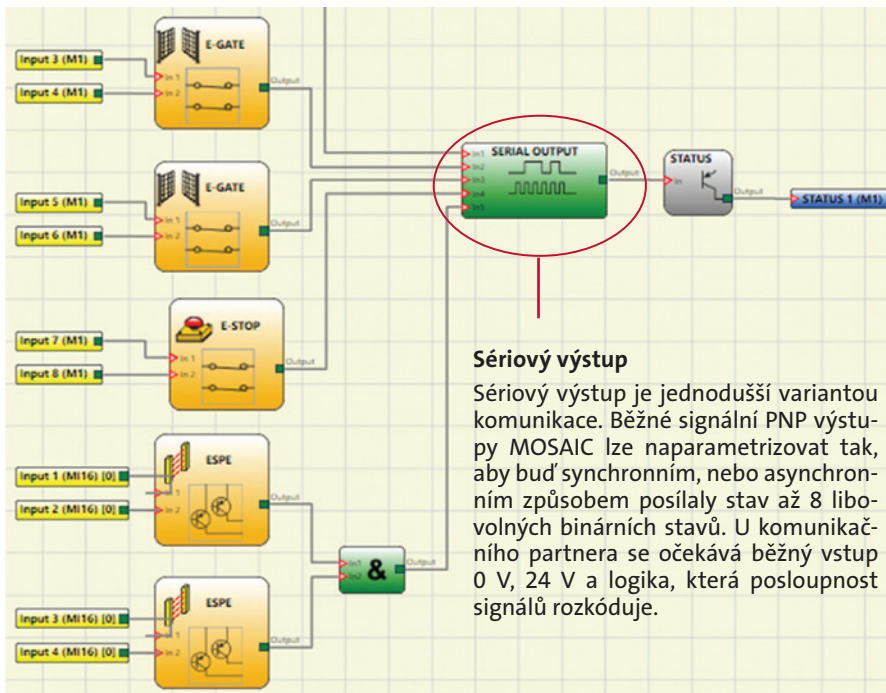 E-GATE
Input 3 (M1)
In 1
Output
Input 4 (M1)
In 2
SERIAL OUTPUT
In1
In2
In3
In4
In5
Output
STATUS
In
Output
STATUS 1 (M1)
E-GATE
Input 5 (M1)
In 1
Output
Input 6 (M1)
In 2
E-STOP
Input 7 (M1)
In 1
Output
Input 8 (M1)
In 2
Sériový výstup
Sériový výstup je jednodušší variantou
komunikace. Běžné signální PNP výstu-
py MOSAIC lze naparametrizovat tak,
aby buď synchronním, nebo asynchron-
ním způsobem posílaly stav až 8 libo-
volných binárních stavů. U komunikač-
ního partnera se očekává běžný vstup
0 V, 24 V a logika, která posloupnost
signálů rozkóduje.
ESPE
Input 1 (MI16) [0]
In 1
Output
Input 2 (MI16) [0]
In 2
In1
In2
&
Output
ESPE
Input 3 (MI16) [0]
In 1
Output
Input 4 (MI16) [0]
In 2